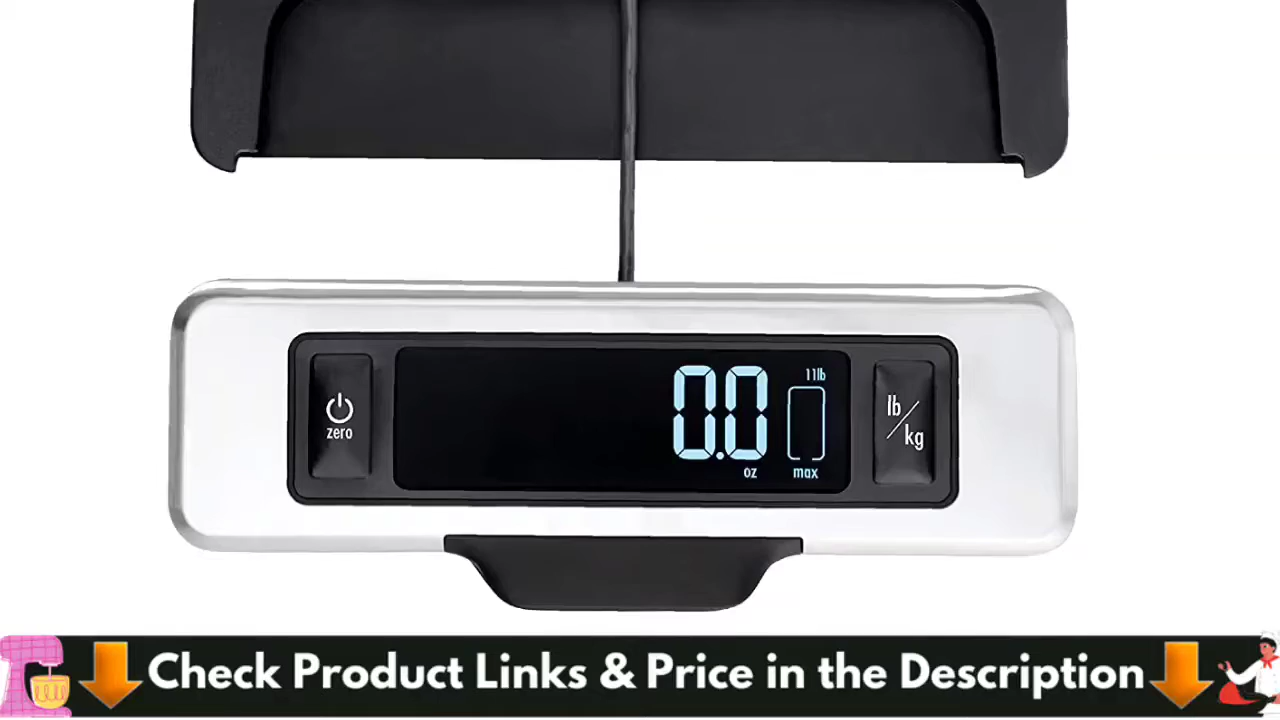 zero
0.0
oz
11lb
max
lb/kg
Check Product Links & Price in the Description